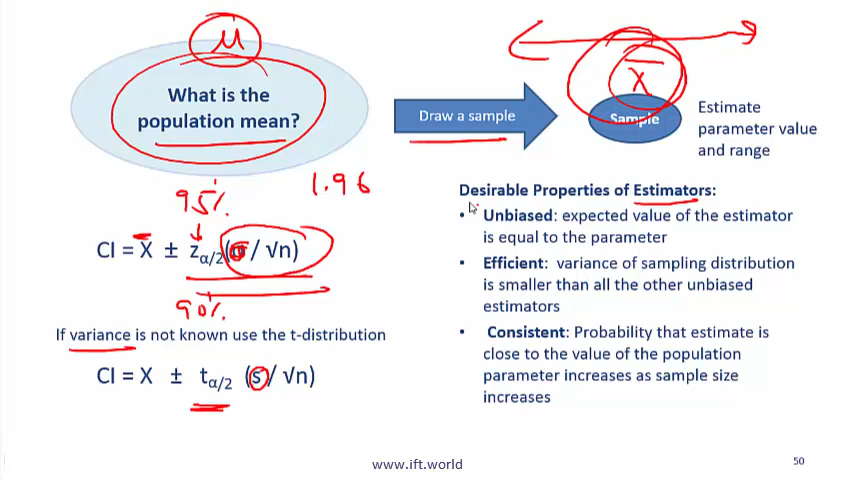 μ
What is the
population mean?
Draw a sample
X̄
Sample
Estimate
parameter value
and range
95%
1.96
CI = X ± zα/2(σ/ √n)
90%
If variance is not known use the t-distribution
CI = X ± tα/2 (s/ √n)
Desirable Properties of Estimators:
• Unbiased: expected value of the estimator
is equal to the parameter
• Efficient: variance of sampling distribution
is smaller than all the other unbiased
estimators
• Consistent: Probability that estimate is
close to the value of the population
parameter increases as sample size
increases
www.ift.world
50